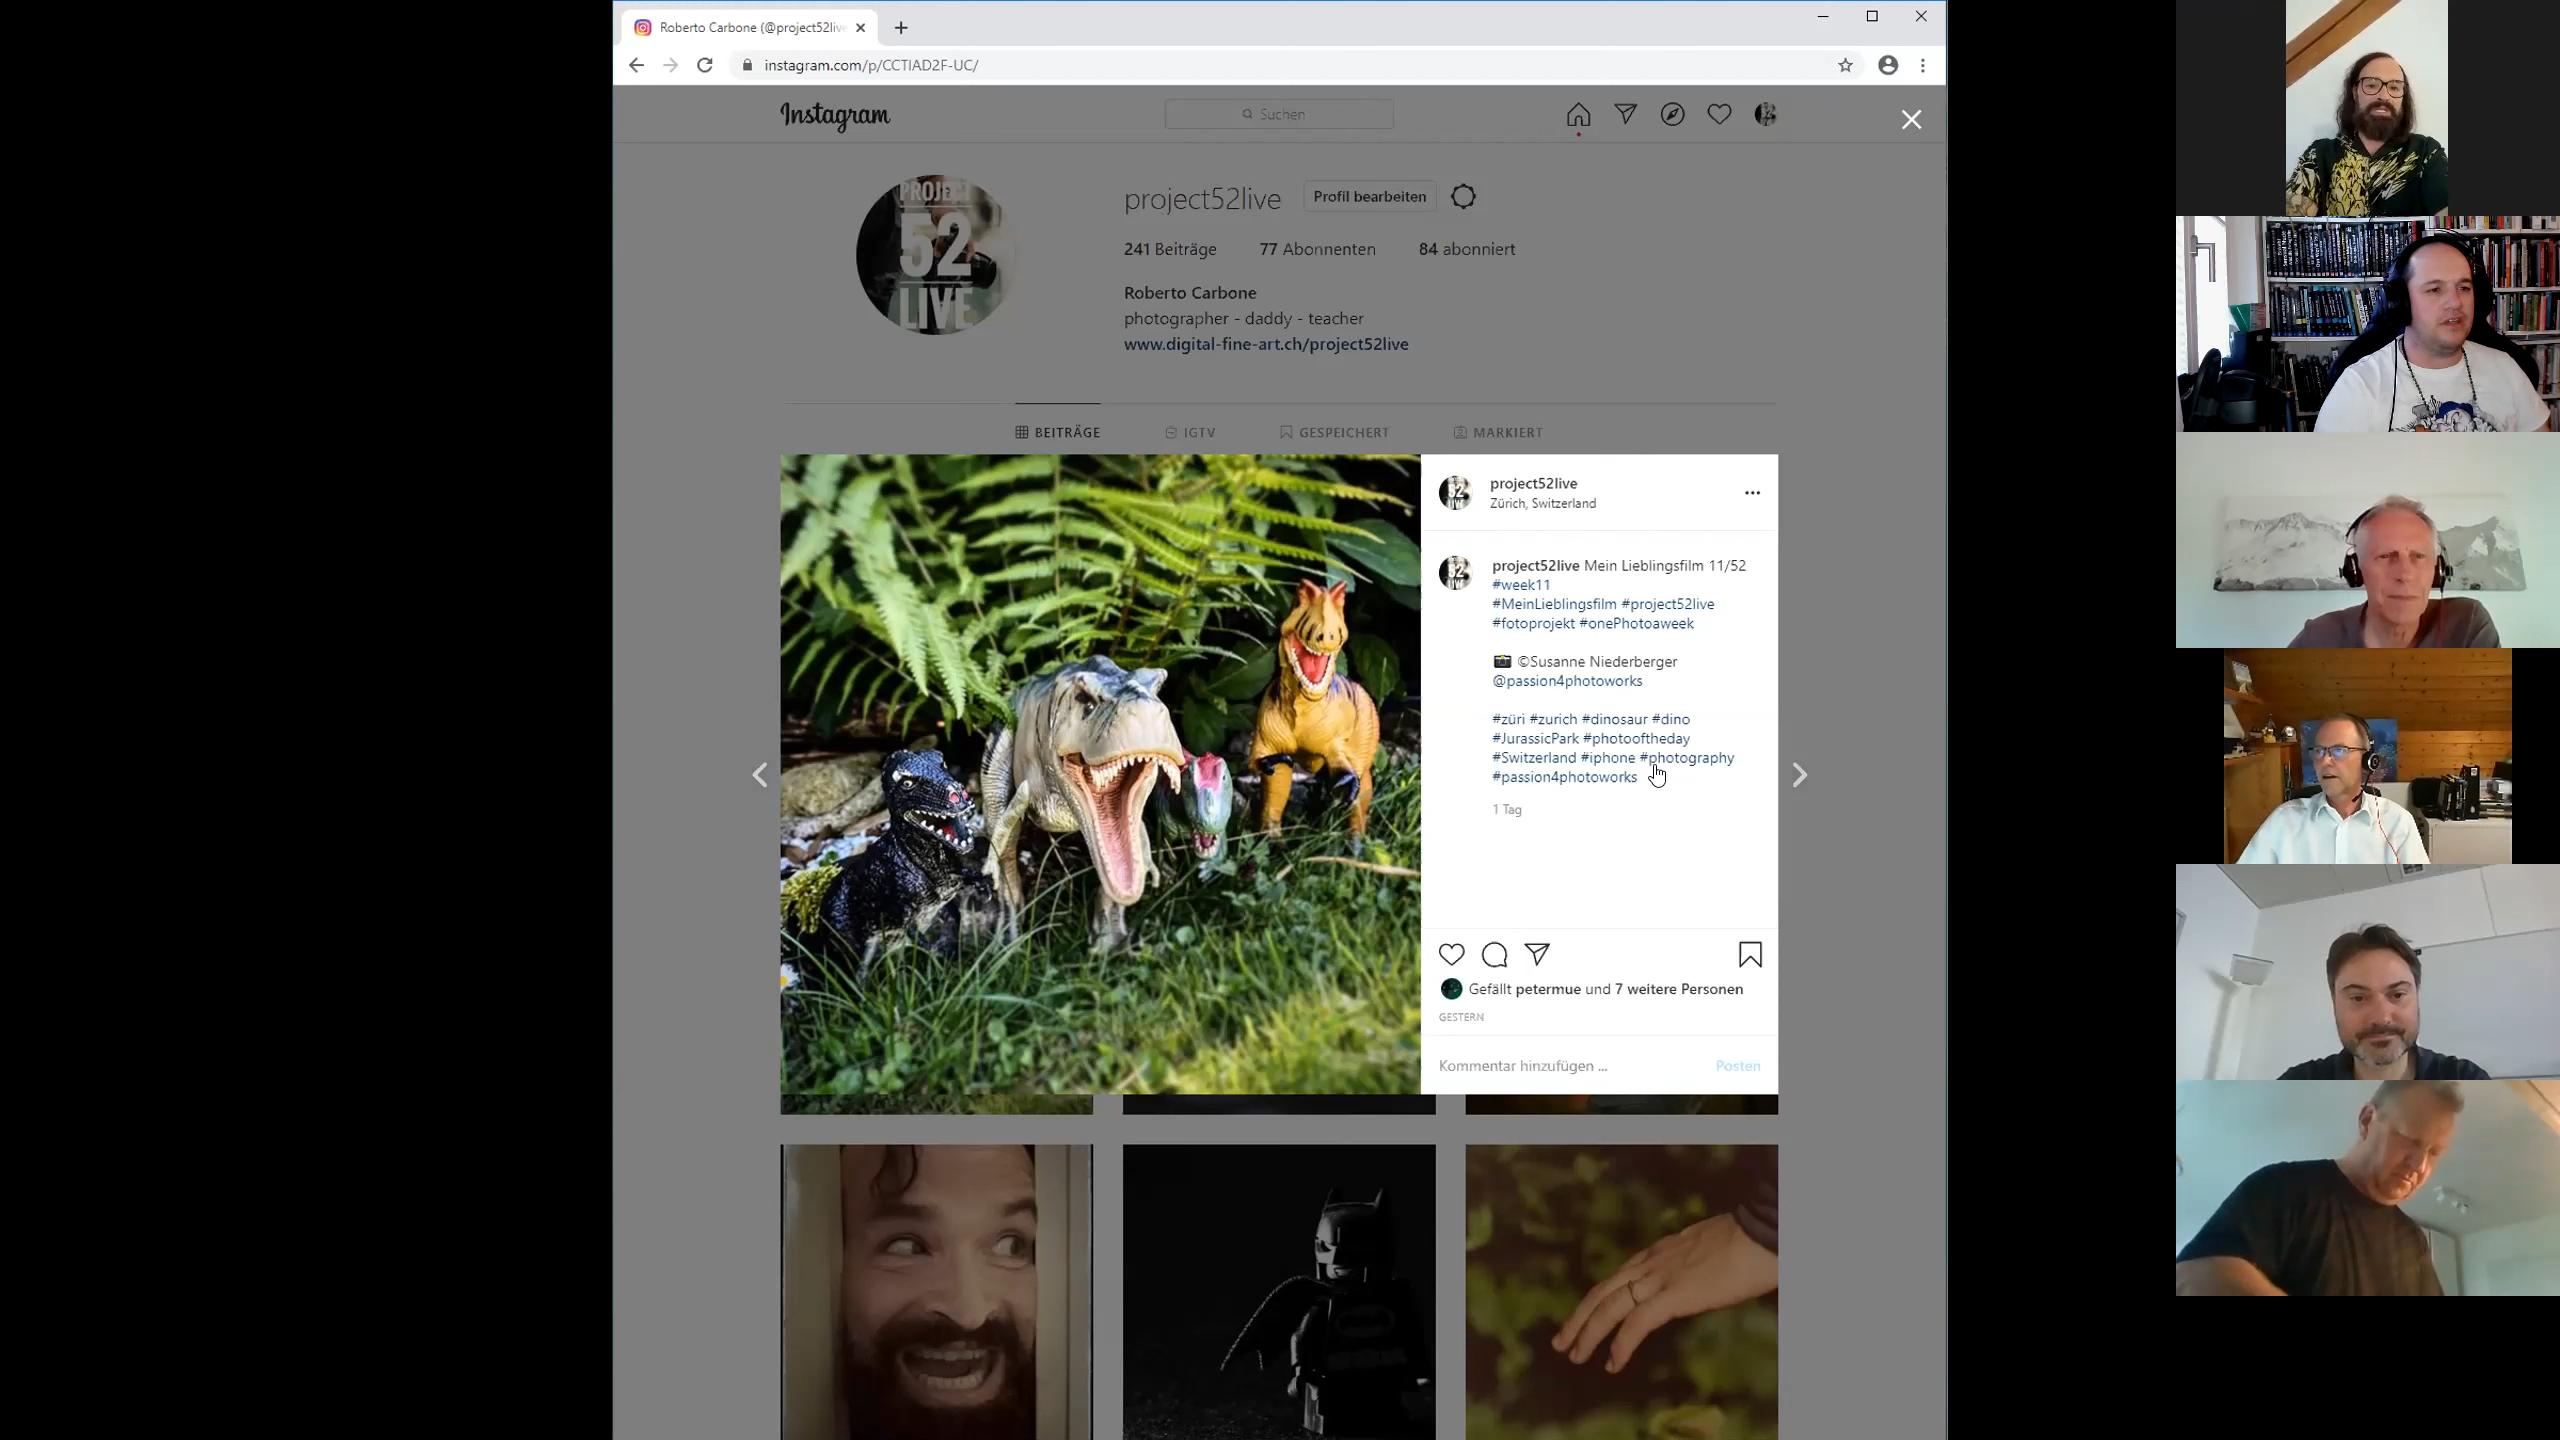 Roberto Carbone (@project52live
instagram.com/p/CCTIAD2F-UC/
Instagram
Suchen
PROJECT
52
LIVE
project52live
Profil bearbeiten
241 Beiträge
77 Abonnenten
84 abonniert
Roberto Carbone
photographer - daddy - teacher
www.digital-fine-art.ch/project52live
BEITRÄGE
IGTV
GESPEICHERT
MARKIERT
project52live
Zürich, Switzerland
project52live Mein Lieblingsfilm 11/52
#week11
#MeinLieblingsfilm #project52live
#fotoprojekt #onePhotoaweek
©Susanne Niederberger
@passion4photoworks
#züri #zurich #dinosaur #dino
#JurassicPark #photooftheday
#Switzerland #iphone #photography
#passion4photoworks
1 Tag
Gefällt petermue und 7 weitere Personen
GESTERN
Kommentar hinzufügen ...
Posten